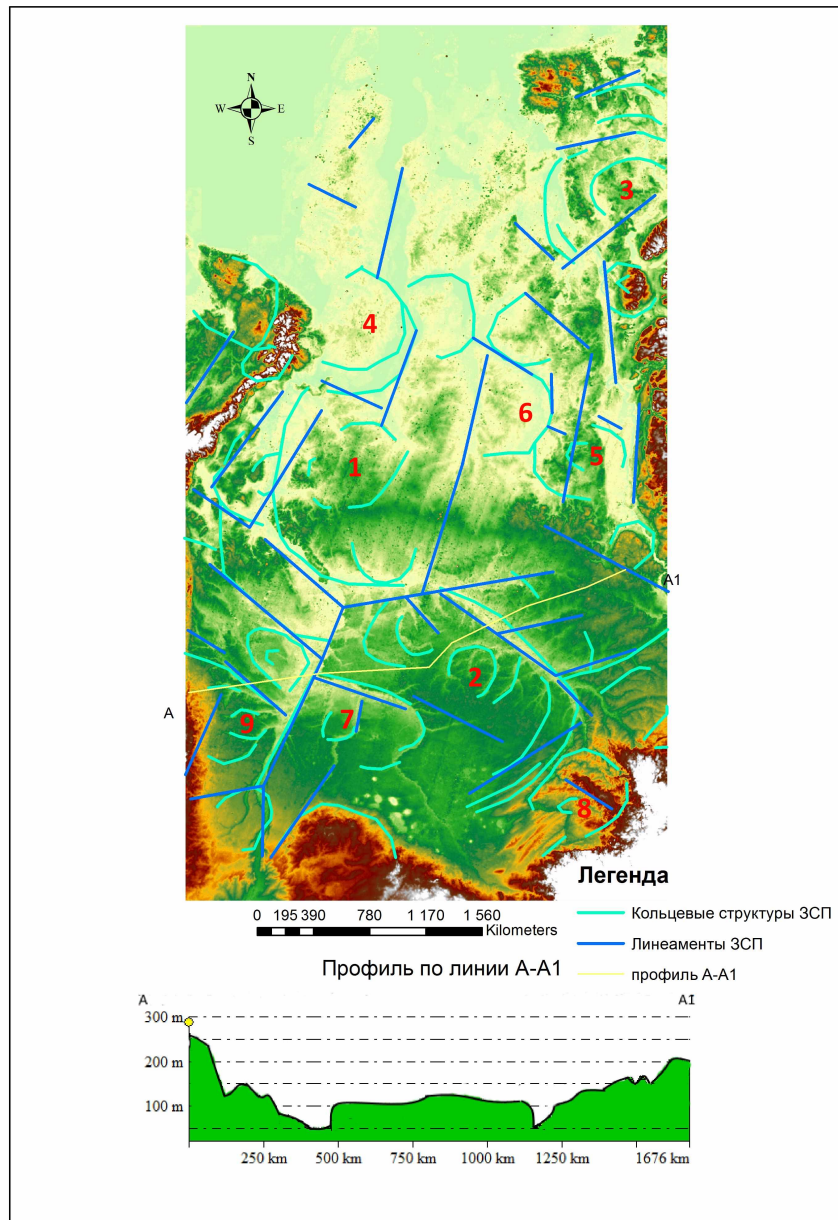 N
W E
S
3
4
6
1
5
A1
2
A
9
7
8
Легенда
0 195 390 780 1 170 1 560
Kilometers
Кольцевые структуры ЗСП
Линеаменты ЗСП
профиль А-А1
Профиль по линии А-А1
А АI
300 m
200 m
100 m
250 km 500 km 750 km 1000 km 1250 km 1676 km